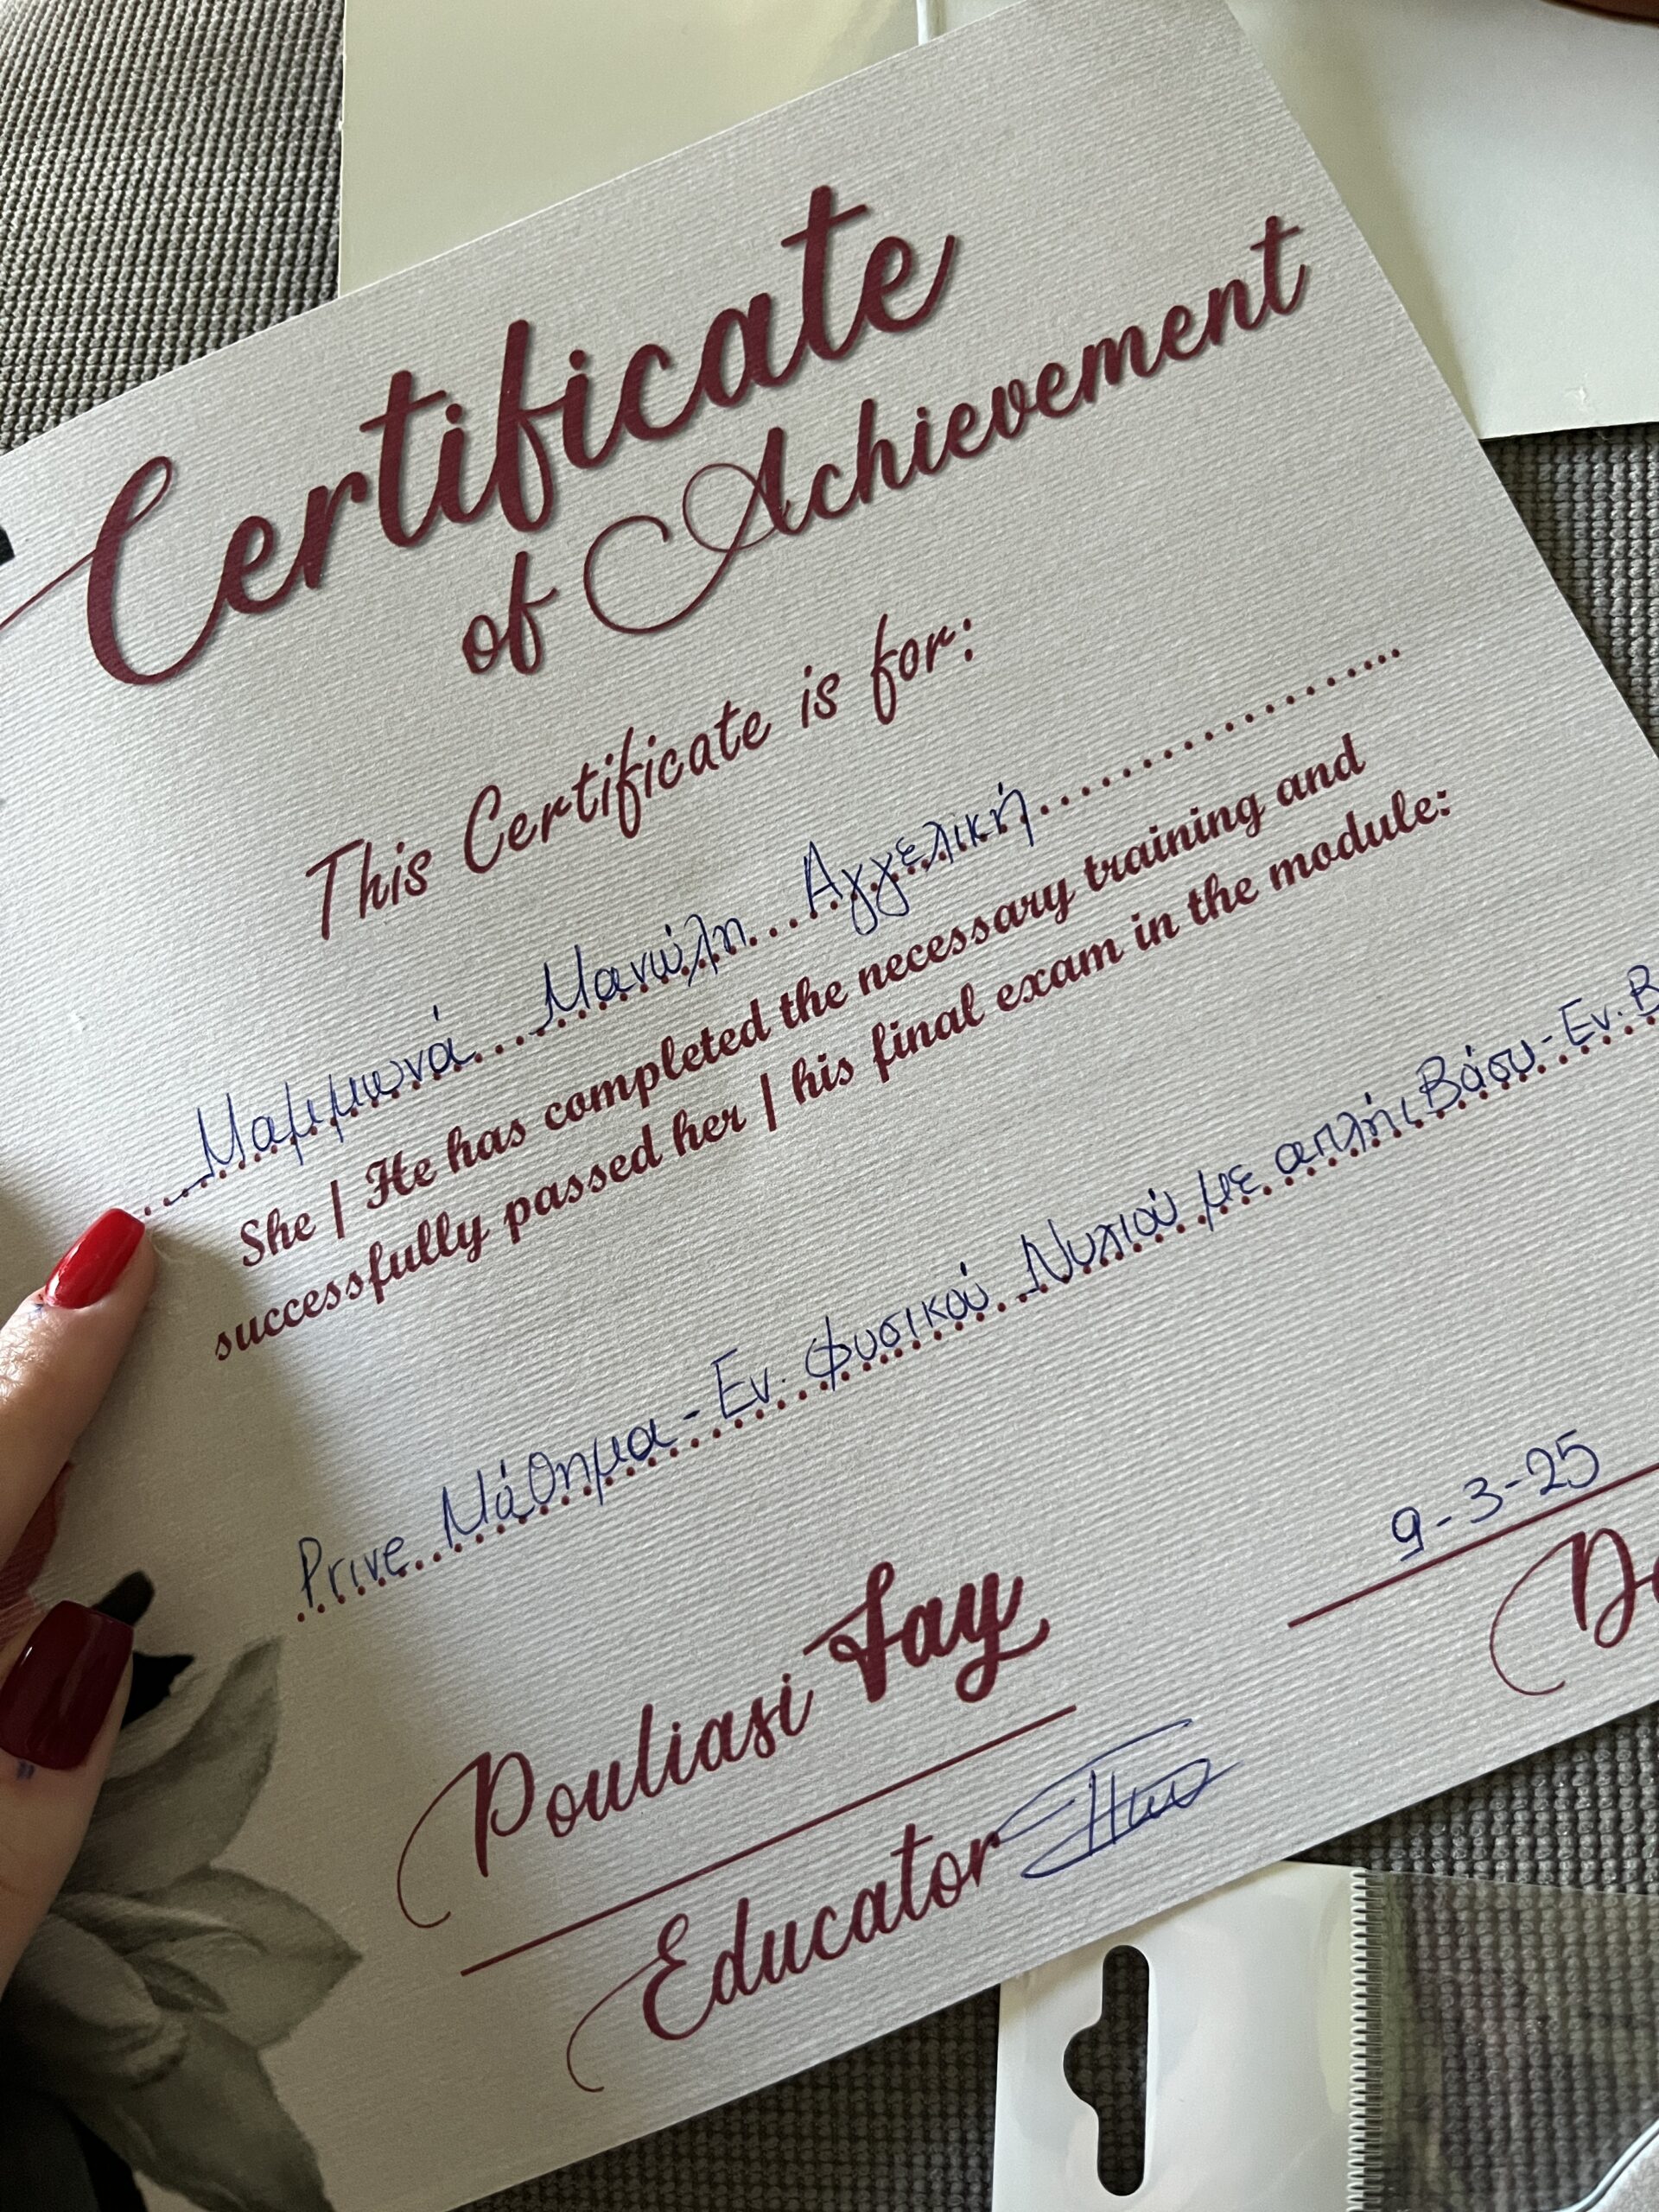 Certificate
of Achievement
This Certificate is for:
Μαμμωνά Μανώλη Αγγελική
She | He has completed the necessary training and
successfully passed her | his final exam in the module:
Prive Μάθημα - Εν. Φυσικού Νυχιού με απλή Βάση - Εν. Β
Pouliasi Fay
9-3-25
Educator